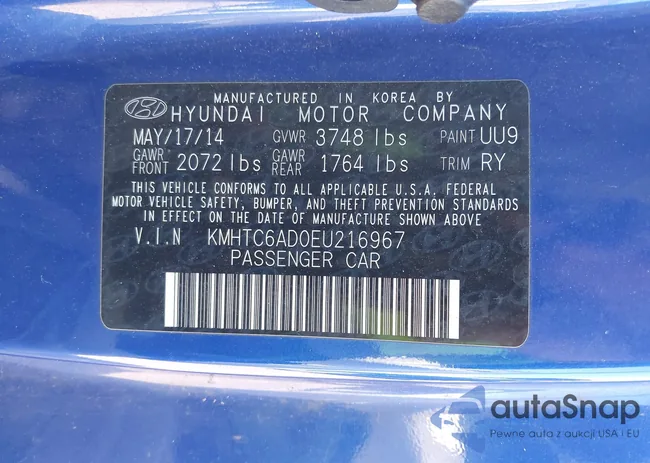 MANUFACTURED IN KOREA BY
HYUNDAI MOTOR COMPANY
MAY/17/14 GVWR 3748 lbs PAINT UU9
GAWR FRONT 2072 lbs GAWR REAR 1764 lbs TRIM RY
THIS VEHICLE CONFORMS TO ALL APPLICABLE U.S.A. FEDERAL
MOTOR VEHICLE SAFETY, BUMPER, AND THEFT PREVENTION STANDARDS
IN EFFECT ON THE DATE OF MANUFACTURE SHOWN ABOVE
V.I.N KMHTC6AD0EU216967
PASSENGER CAR
autaSnap
Pewne auta z aukcji USA i EU